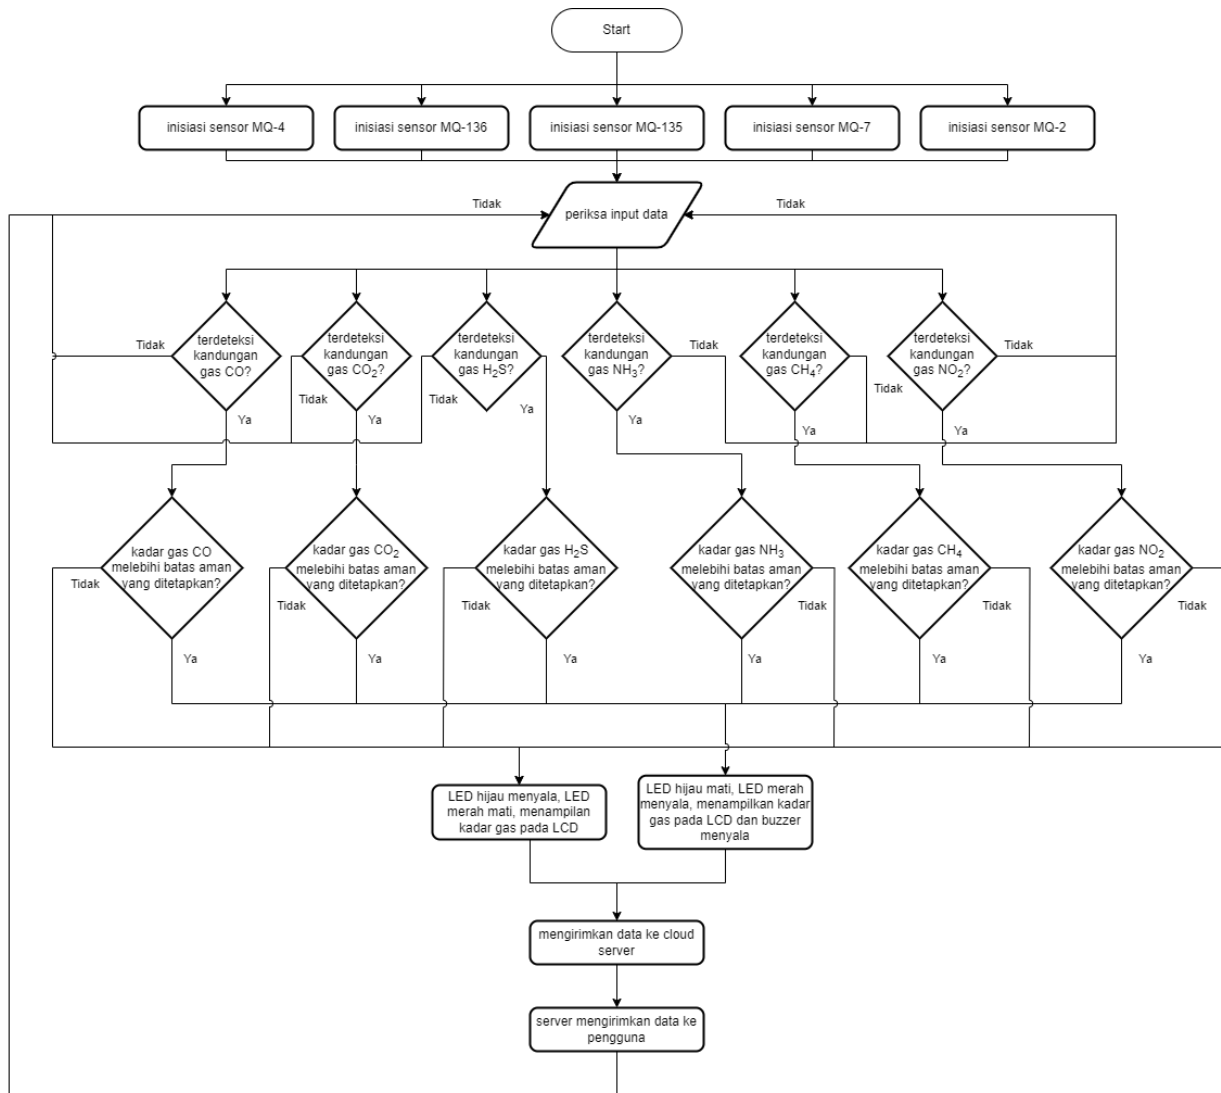 Start
inisiasi sensor MQ-4
inisiasi sensor MQ-136
inisiasi sensor MQ-135
inisiasi sensor MQ-7
inisiasi sensor MQ-2
Tidak
periksa input data
Tidak
Tidak
terdeteksi
kandungan
gas CO?
terdeteksi
kandungan
gas CO₂?
terdeteksi
kandungan
gas H₂S?
terdeteksi
kandungan
gas NH₃?
Tidak
terdeteksi
kandungan
gas CH₄?
terdeteksi
kandungan
gas NO₂?
Tidak
Tidak
Tidak
Tidak
Ya
Ya
Ya
Ya
Ya
Ya
kadar gas CO
melebihi batas aman
yang ditetapkan?
kadar gas CO₂
melebihi batas aman
yang ditetapkan?
kadar gas H₂S
melebihi batas aman
yang ditetapkan?
kadar gas NH₃
melebihi batas aman
yang ditetapkan?
kadar gas CH₄
melebihi batas aman
yang ditetapkan?
kadar gas NO₂
melebihi batas aman
yang ditetapkan?
Tidak
Tidak
Tidak
Tidak
Tidak
Tidak
Ya
Ya
Ya
Ya
Ya
Ya
LED hijau menyala, LED
merah mati, menampilan
kadar gas pada LCD
LED hijau mati, LED merah
menyala, menampilkan kadar
gas pada LCD dan buzzer
menyala
mengirimkan data ke cloud
server
server mengirimkan data ke
pengguna